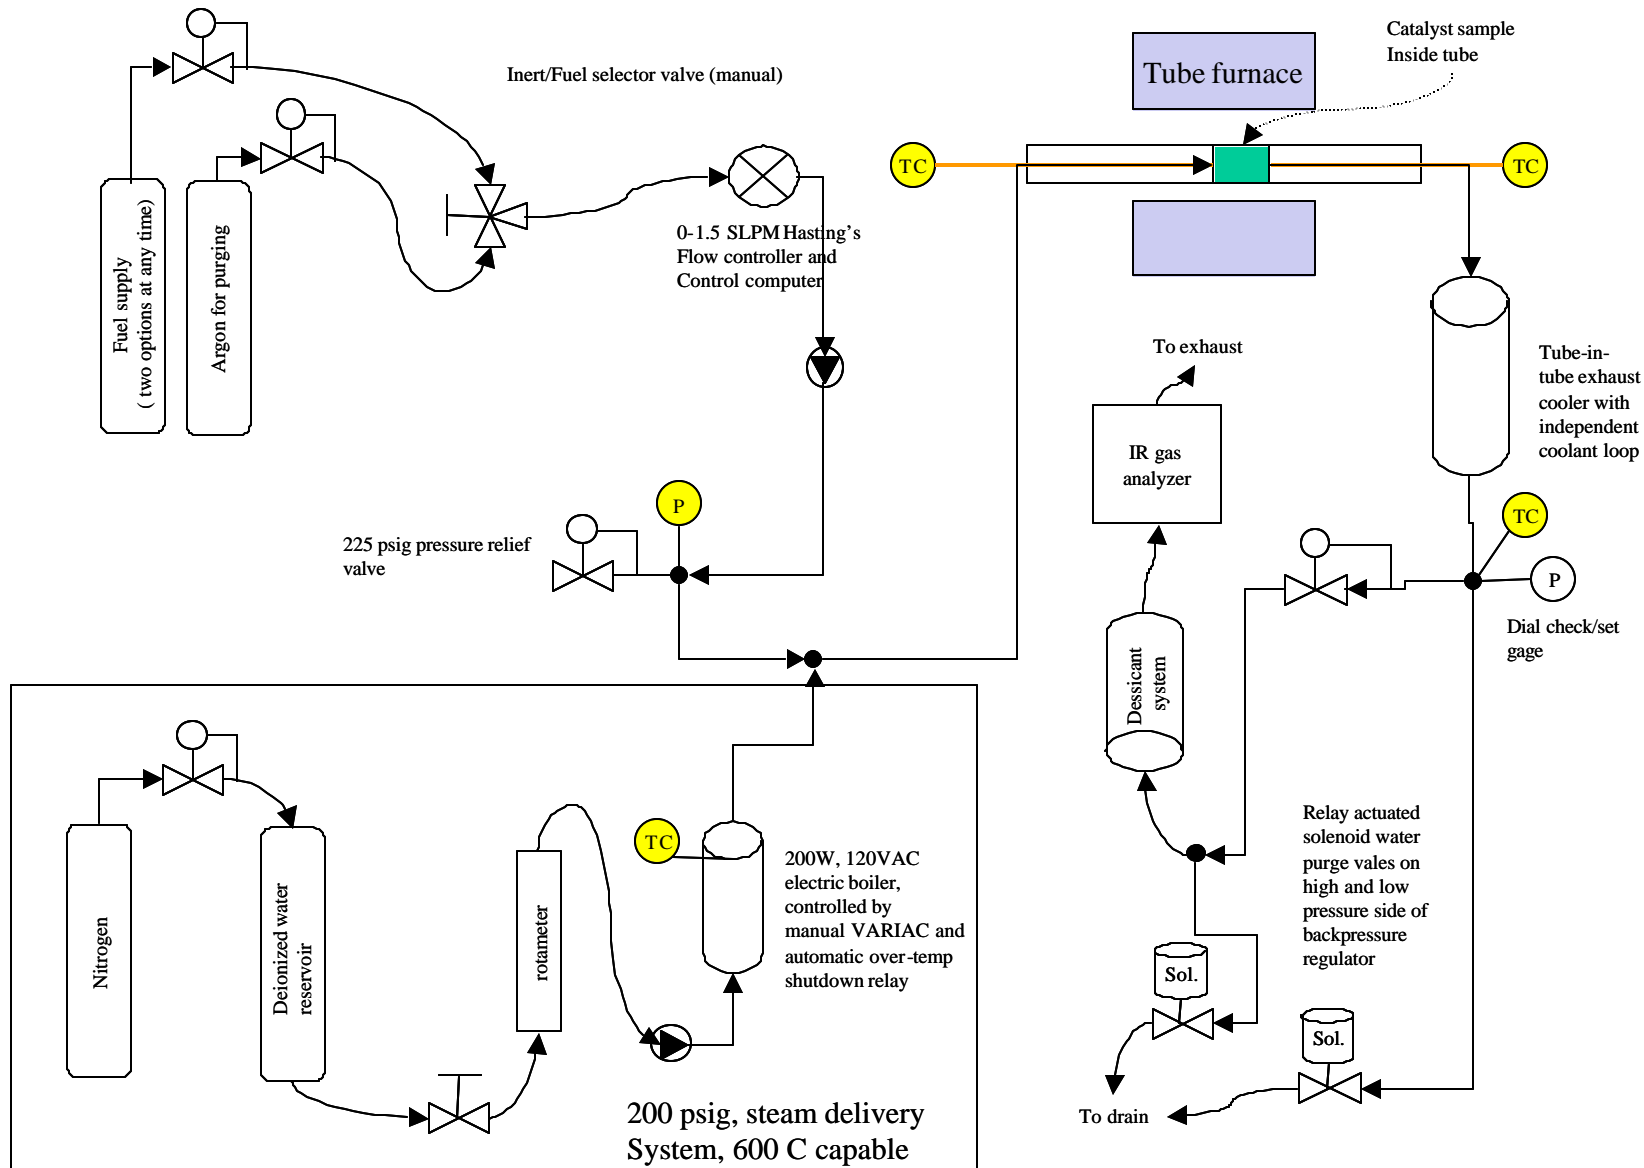 Inert/Fuel selector valve (manual)
Fuel supply
( two options at any time)
Argon for purging
0-1.5 SLPM Hasting's
Flow controller and
Control computer
Tube furnace
Catalyst sample
Inside tube
TC
TC
Tube-in-
tube exhaust
cooler with
independent
coolant loop
To exhaust
IR gas
analyzer
P
225 psig pressure relief
valve
TC
P
Dial check/set
gage
Dessicant
system
Nitrogen
Deionized water
reservoir
rotameter
TC
200W, 120VAC
electric boiler,
controlled by
manual VARIAC and
automatic over-temp
shutdown relay
Relay actuated
solenoid water
purge vales on
high and low
pressure side of
backpressure
regulator
Sol.
Sol.
To drain
200 psig, steam delivery
System, 600 C capable